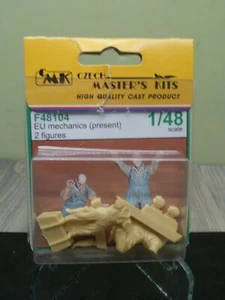 CMK
CZECH
MASTER'S KITS
HIGH QUALITY CAST PRODUCT
F48104
EU mechanics (present)
2 figures
1/48
scale